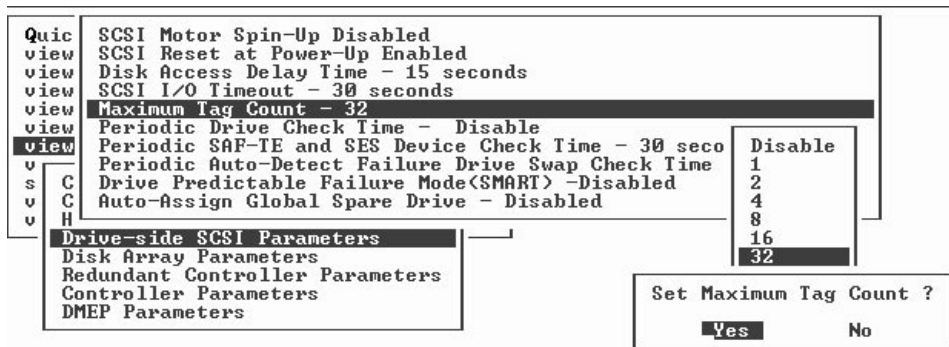 Quic SCSI Motor Spin-Up Disabled
view SCSI Reset at Power-Up Enabled
view Disk Access Delay Time - 15 seconds
view SCSI I/O Timeout - 30 seconds
view Maximum Tag Count - 32
view Periodic Drive Check Time - Disable
view Periodic SAF-TE and SES Device Check Time - 30 seco
v Periodic Auto-Detect Failure Drive Swap Check Time
s C Drive Predictable Failure Mode<SMART> -Disabled
v C Auto-Assign Global Spare Drive - Disabled
v H
Drive-side SCSI Parameters
Disk Array Parameters
Redundant Controller Parameters
Controller Parameters
DMEP Parameters
Disable
1
2
4
8
16
32
Set Maximum Tag Count ?
Yes No